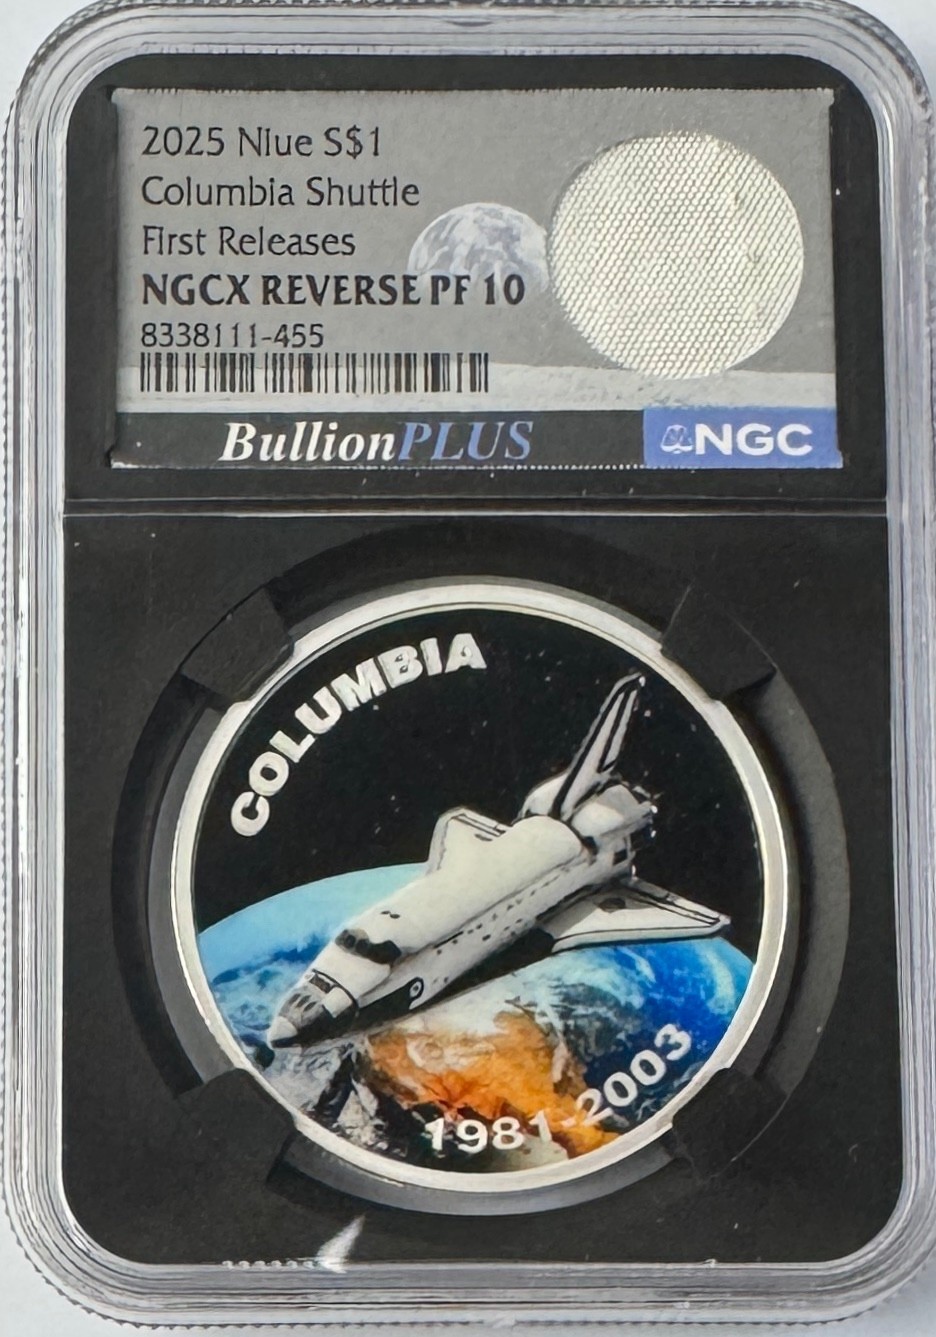 2025 NIue S$1
Columbia Shuttle
FIrst Releases
NGCX REVERSE PF 10
8338111-455
BullionPLUS
NGC
COLUMBIA
1981-2003